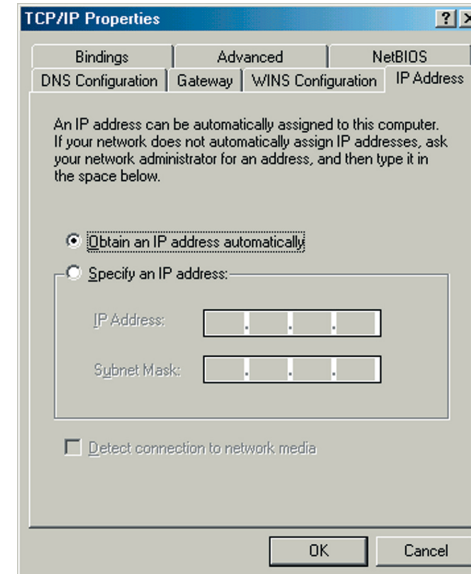 TCP/IP Properties
Bindings Advanced NetBIOS
DNS Configuration Gateway WINS Configuration IP Address
An IP address can be automatically assigned to this computer.
If your network does not automatically assign IP addresses, ask
your network administrator for an address, and then type it in
the space below.
Obtain an IP address automatically
Specify an IP address:
IP Address:
Subnet Mask:
Detect connection to network media
OK Cancel